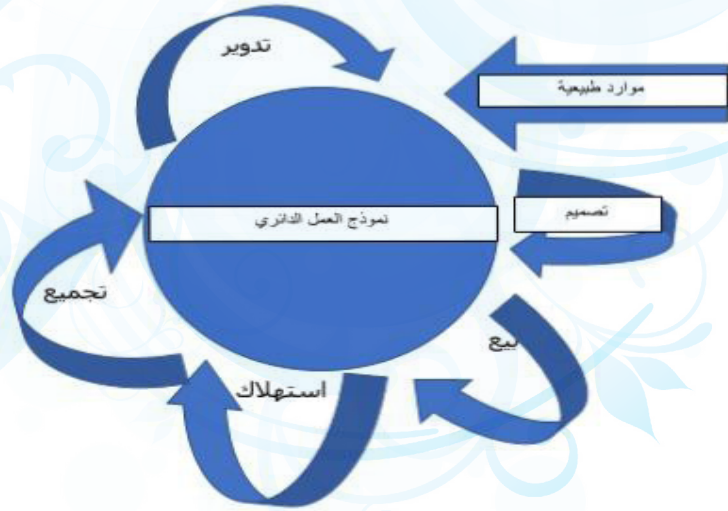 تدوير
موارد طبيعية
نموذج العمل الدائري
تصميم
تجميع
بيع
استهلاك